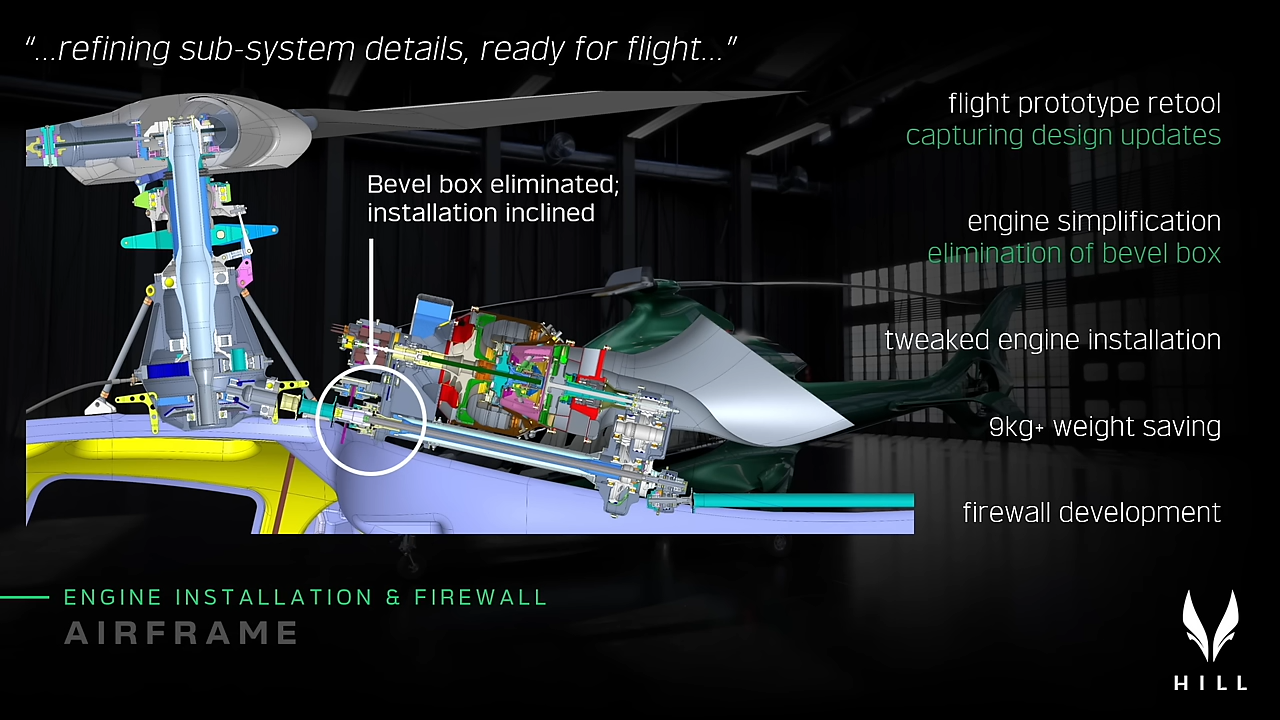 “...refining sub-system details, ready for flight...”
flight prototype retool
capturing design updates
Bevel box eliminated;
installation inclined
engine simplification
elimination of bevel box
tweaked engine installation
9kg+ weight saving
firewall development
ENGINE INSTALLATION & FIREWALL
AIRFRAME
HILL